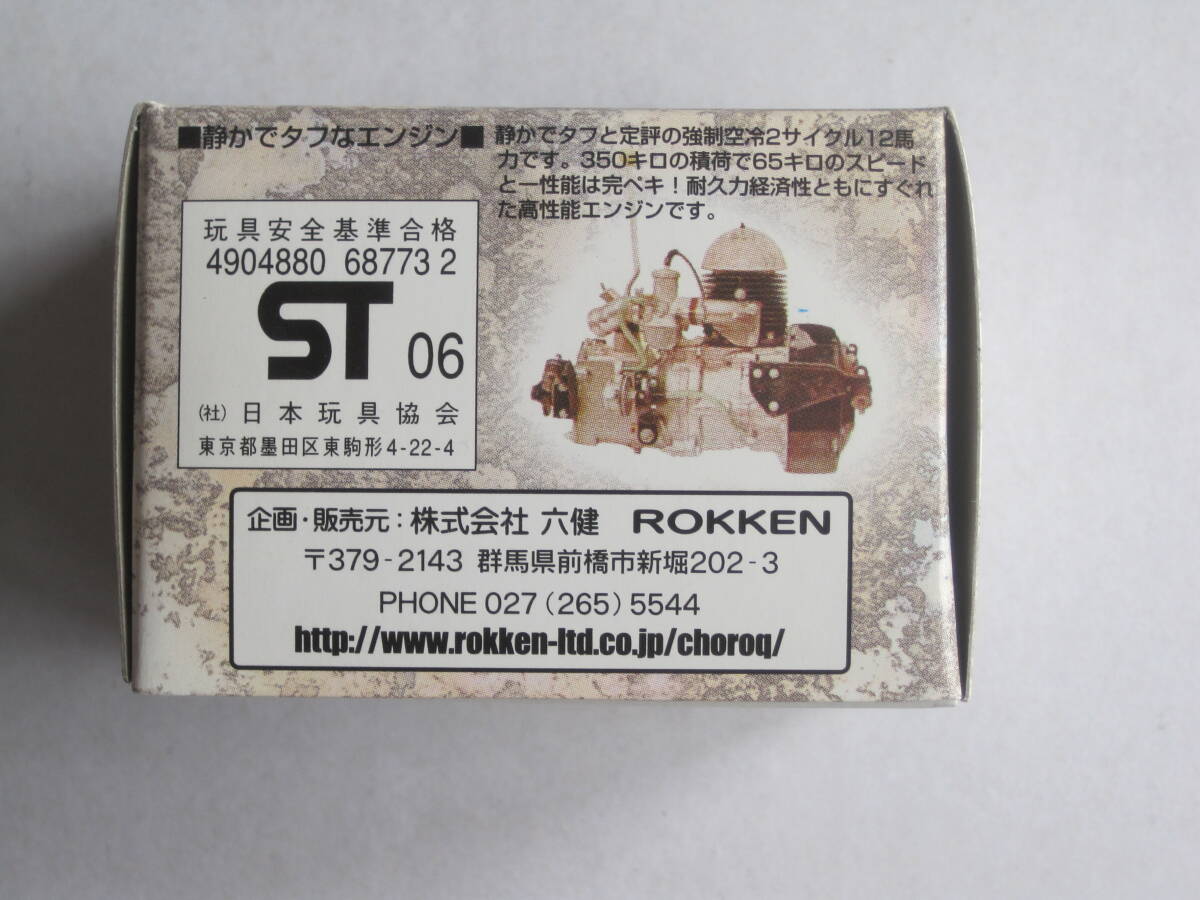 ■静かでタフなエンジン■
静かでタフと定評の強制空冷2サイクル12馬
力です。350キロの積荷で65キロのスピード
と一性能は完ペキ！耐久力経済性ともにすぐれ
た高性能エンジンです。
玩具安全基準合格
4904880 68773 2
ST 06
(社) 日本玩具協会
東京都墨田区東駒形4-22-4
企画・販売元：株式会社 六健 ROKKEN
〒379-2143 群馬県前橋市新堀202-3
PHONE 027 (265) 5544
http://www.rokken-ltd.co.jp/choroq/